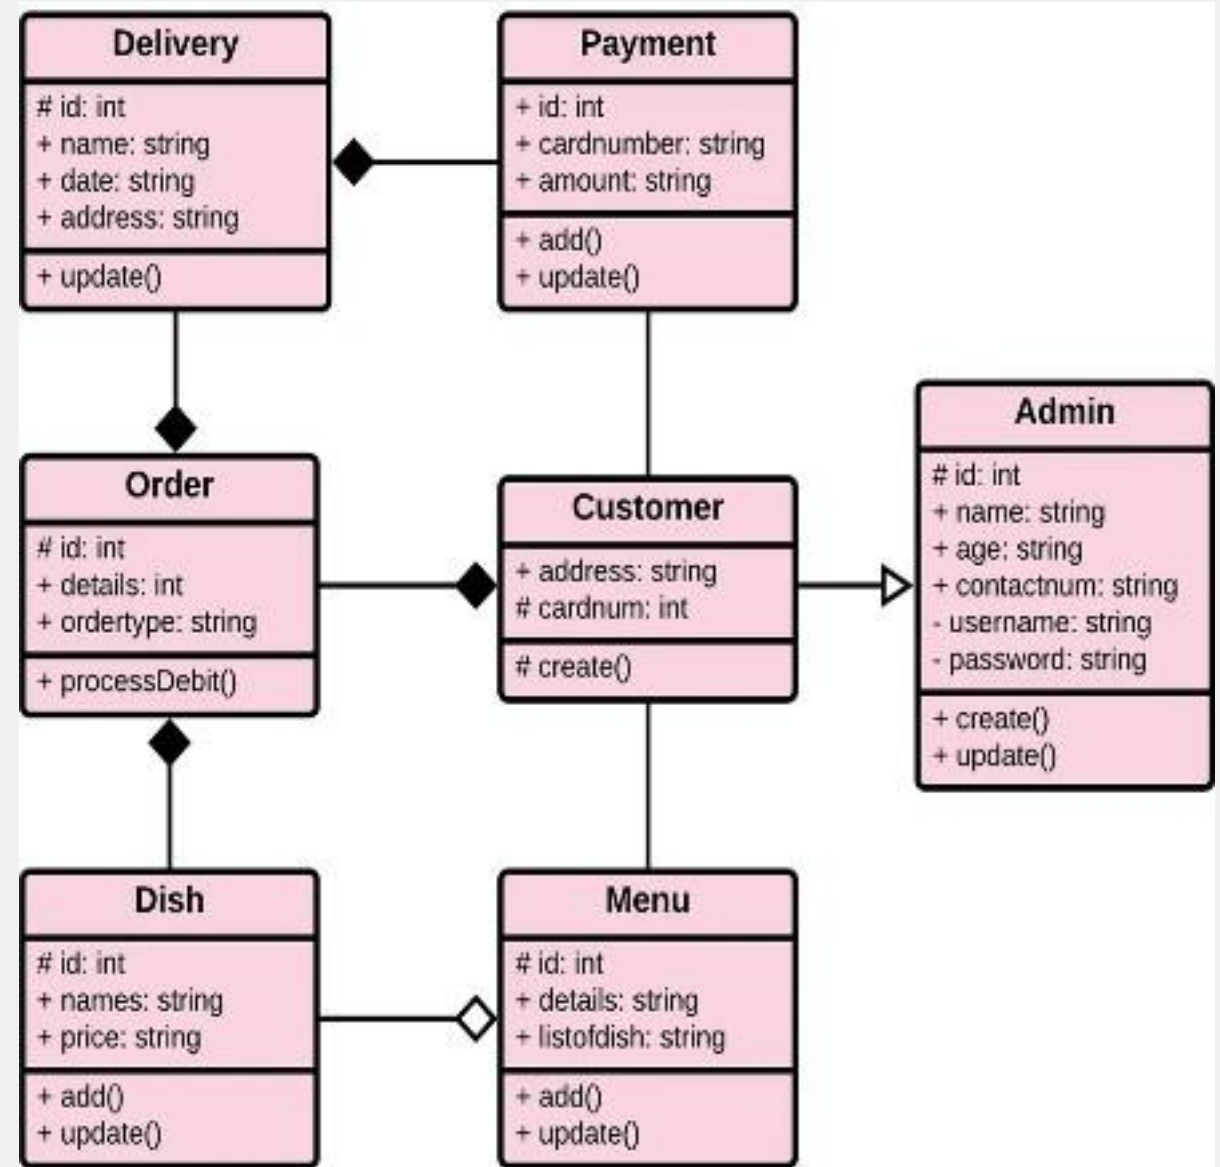 Delivery
# id: int
+ name: string
+ date: string
+ address: string
+ update()
Payment
+ id: int
+ cardnumber: string
+ amount: string
+ add()
+ update()
Order
# id: int
+ details: int
+ ordertype: string
+ processDebit()
Customer
+ address: string
# cardnum: int
# create()
Admin
# id: int
+ name: string
+ age: string
+ contactnum: string
- username: string
- password: string
+ create()
+ update()
Dish
# id: int
+ names: string
+ price: string
+ add()
+ update()
Menu
# id: int
+ details: string
+ listofdish: string
+ add()
+ update()